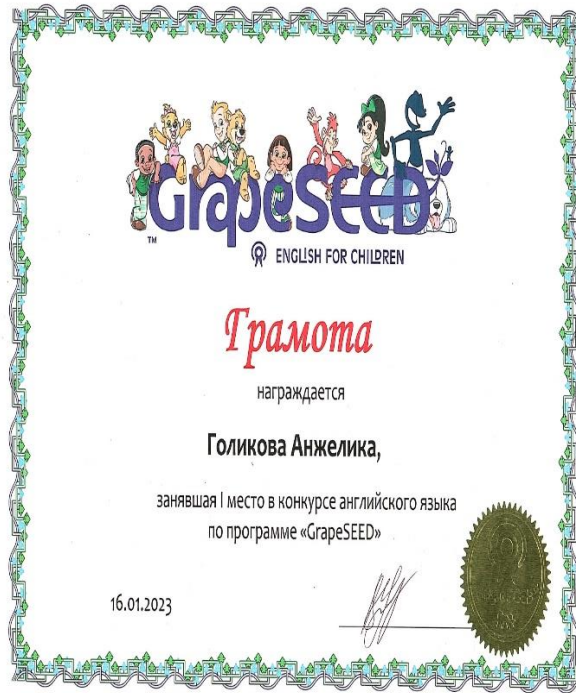 GrapeSEED
TM
ENGLISH FOR CHILDREN
Грамота
награждается
Голикова Анжелика,
занявшая I место в конкурсе английского языка
по программе «GrapeSEED»
16.01.2023